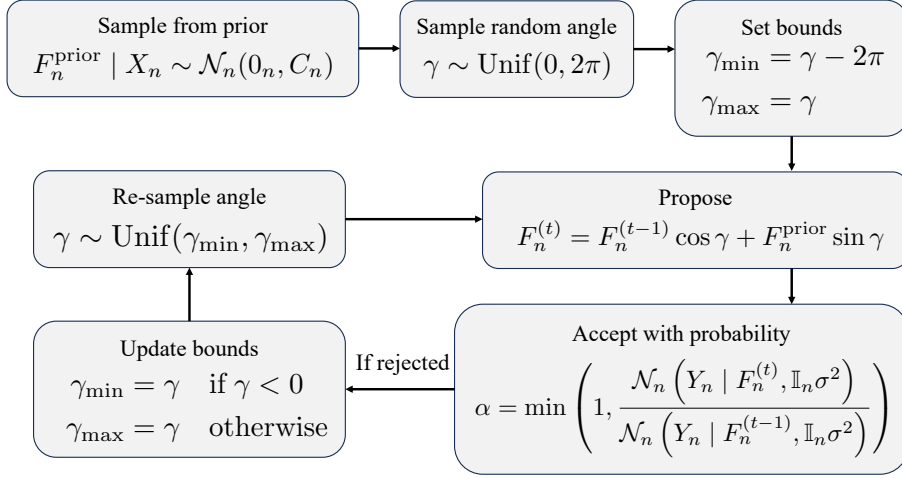 Sample from prior
F_n^{prior} | X_n ∼ 𝒩_n(0_n, C_n)
Sample random angle
γ ∼ Unif(0, 2π)
Set bounds
γ_min = γ − 2π
γ_max = γ
Propose
F_n^{(t)} = F_n^{(t−1)} cos γ + F_n^{prior} sin γ
Accept with probability
α = min (1, 𝒩_n (Y_n | F_n^{(t)}, 𝕀_n σ^2) / 𝒩_n (Y_n | F_n^{(t−1)}, 𝕀_n σ^2))
If rejected
Update bounds
γ_min = γ if γ < 0
γ_max = γ otherwise
Re-sample angle
γ ∼ Unif(γ_min, γ_max)